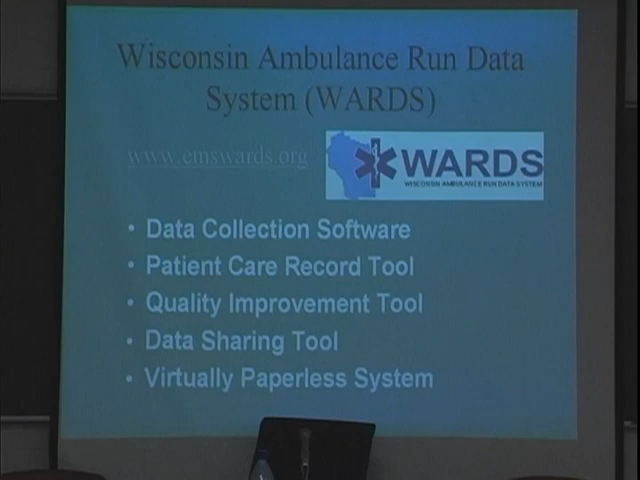 Wisconsin Ambulance Run Data
System (WARDS)
www.emswards.org
WARDS
WISCONSIN AMBULANCE RUN DATA SYSTEM
• Data Collection Software
• Patient Care Record Tool
• Quality Improvement Tool
• Data Sharing Tool
• Virtually Paperless System